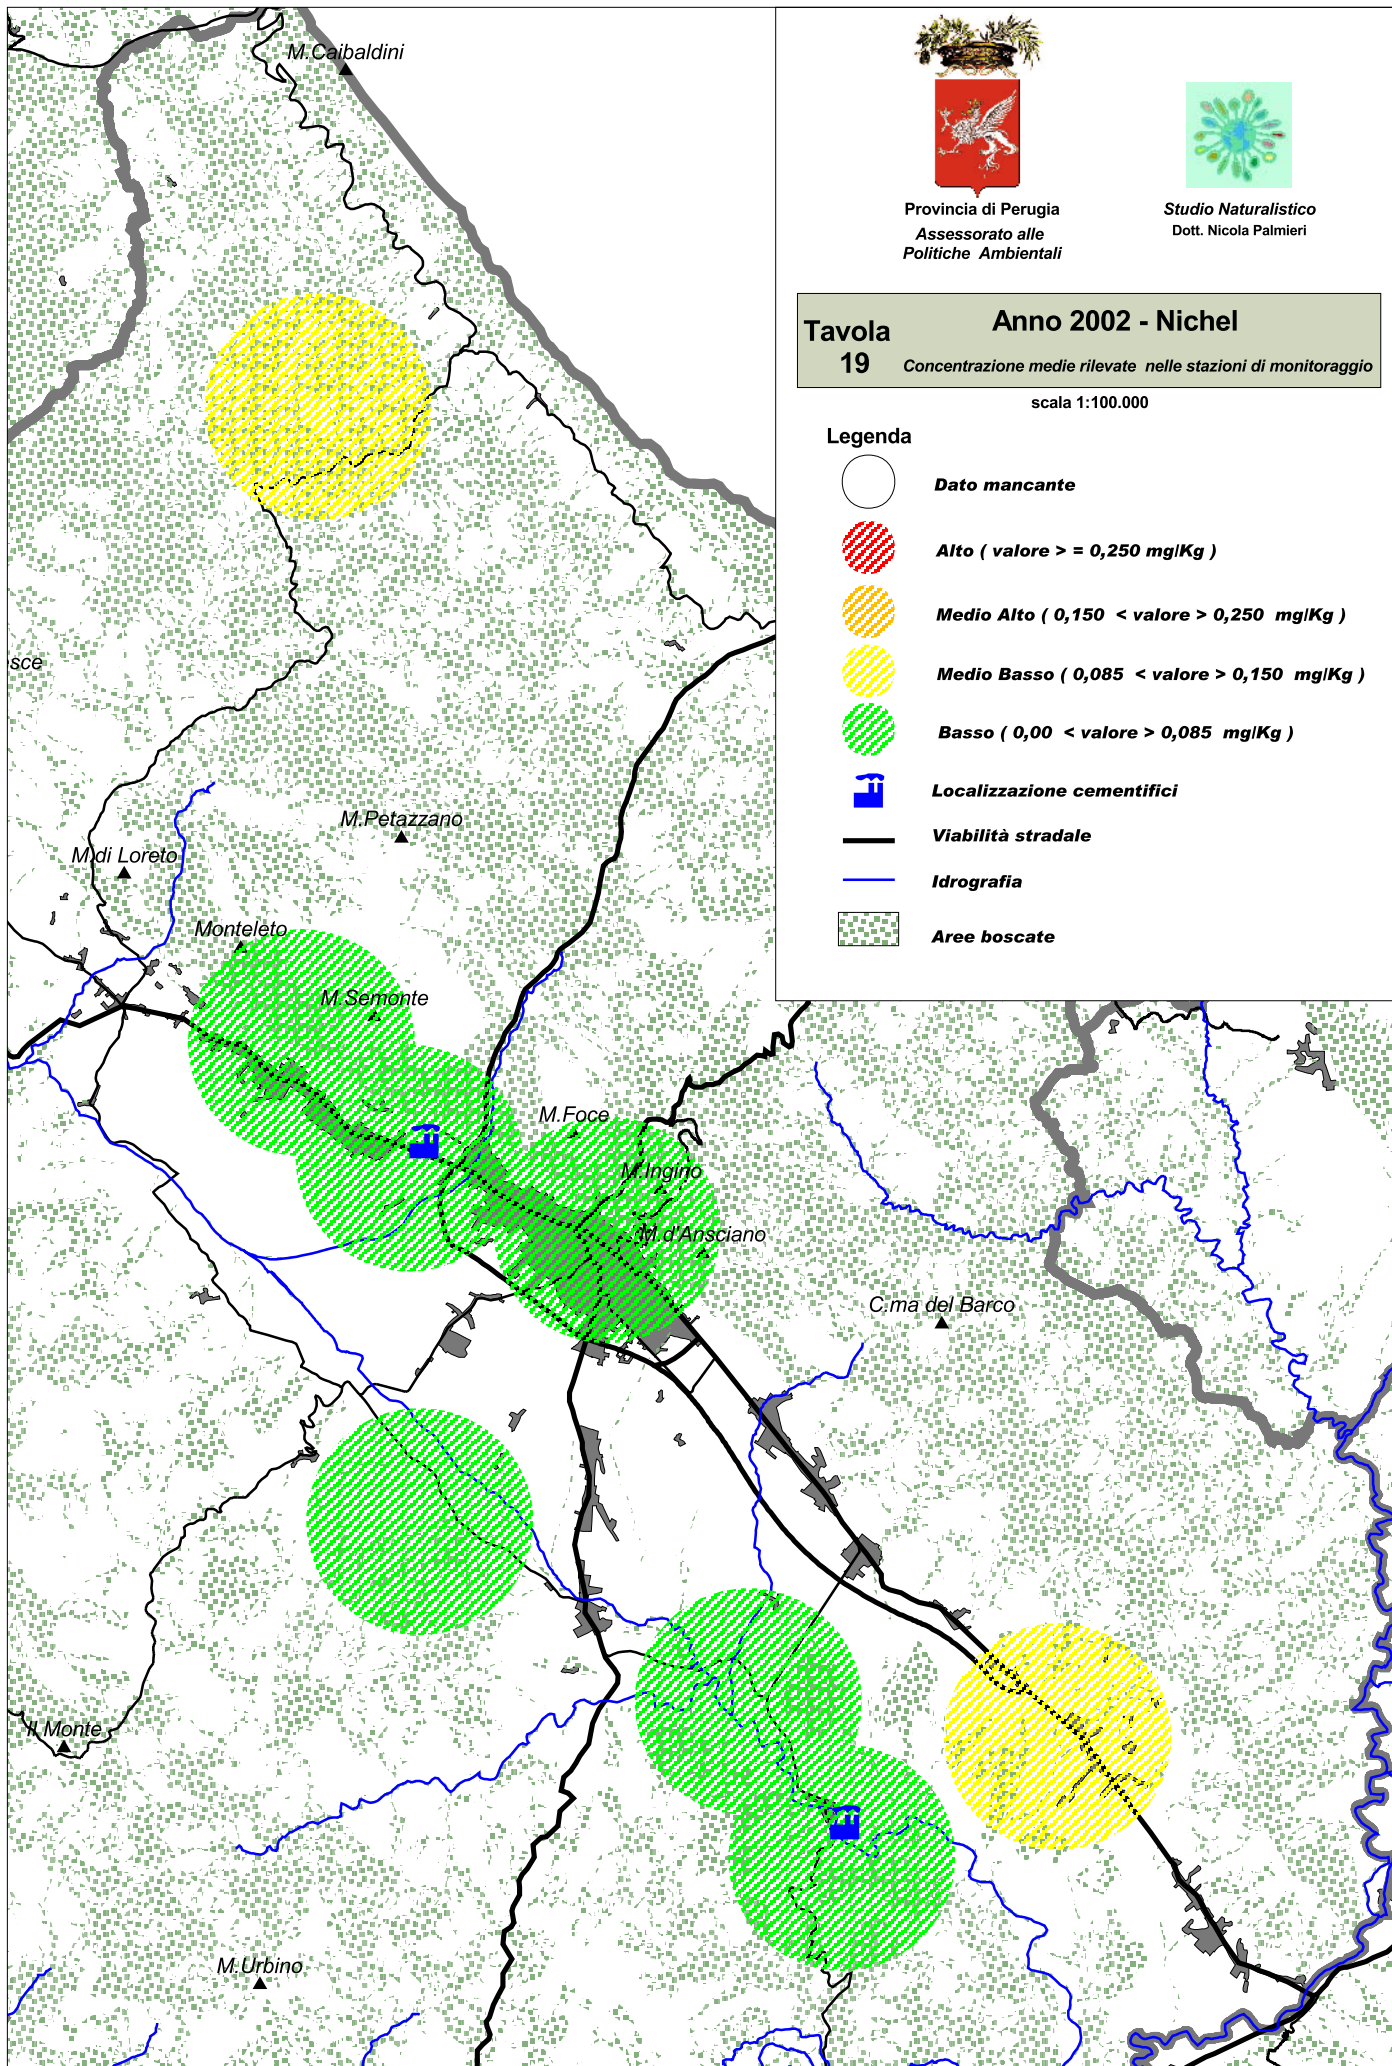 M.Caibaldini
Provincia di Perugia
Assessorato alle
Politiche Ambientali
Studio Naturalistico
Dott. Nicola Palmieri
Tavola
19
Anno 2002 - Nichel
Concentrazione medie rilevate nelle stazioni di monitoraggio
scala 1:100.000
Legenda
Dato mancante
Alto ( valore > = 0,250 mg/Kg )
Medio Alto ( 0,150 < valore > 0,250 mg/Kg )
Medio Basso ( 0,085 < valore > 0,150 mg/Kg )
Basso ( 0,00 < valore > 0,085 mg/Kg )
Localizzazione cementifici
Viabilità stradale
Idrografia
Aree boscate
sce
M.Petazzano
M.di Loreto
Monteleto
M.Semonte
M.Foce
M.Ingino
M.d'Ansciano
C.ma del Barco
Il Monte
M.Urbino